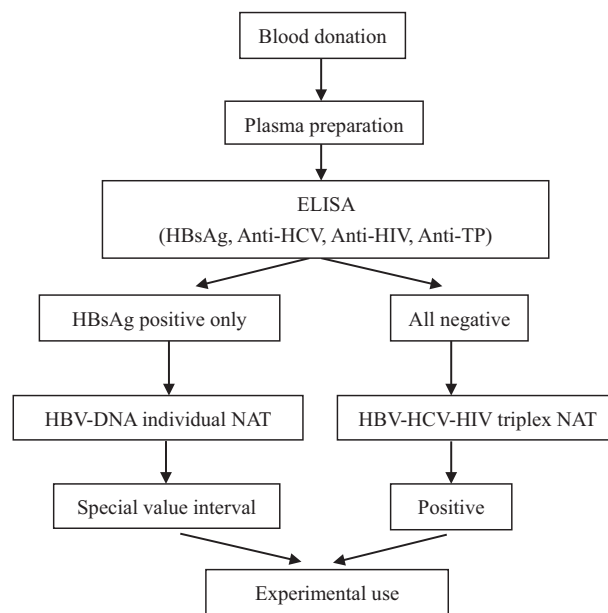 Blood donation
Plasma preparation
ELISA
(HBsAg, Anti-HCV, Anti-HIV, Anti-TP)
HBsAg positive only
All negative
HBV-DNA individual NAT
HBV-HCV-HIV triplex NAT
Special value interval
Positive
Experimental use